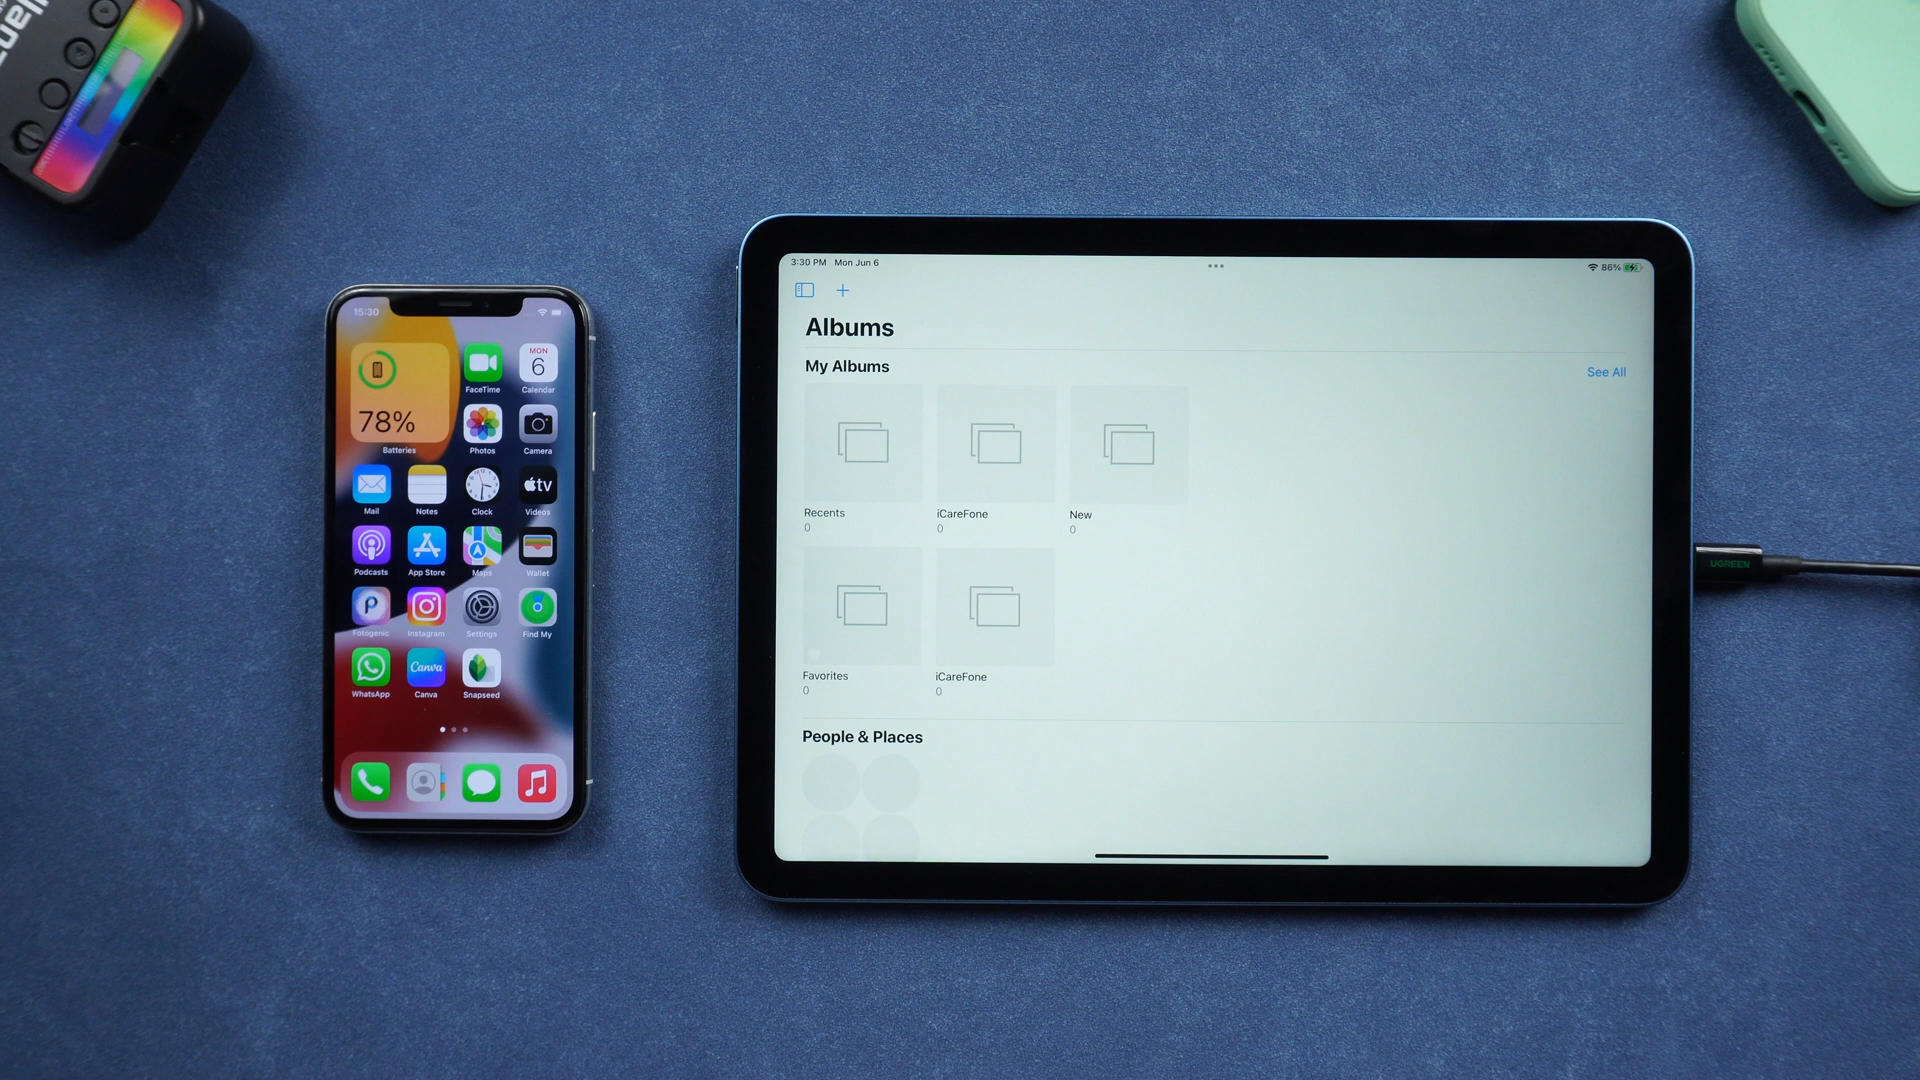 15:30
78%
Batteries
FaceTime
MON
6
Calendar
Photos
Camera
Mail
Notes
Clock
tv
Videos
Podcasts
App Store
Maps
Wallet
P
Fotogenic
Instagram
Settings
Find My
WhatsApp
Canva
Canva
Snapseed
3:30 PM Mon Jun 6
86%
Albums
My Albums
See All
Recents
0
iCareFone
0
New
0
Favorites
0
iCareFone
0
People & Places
UGREEN